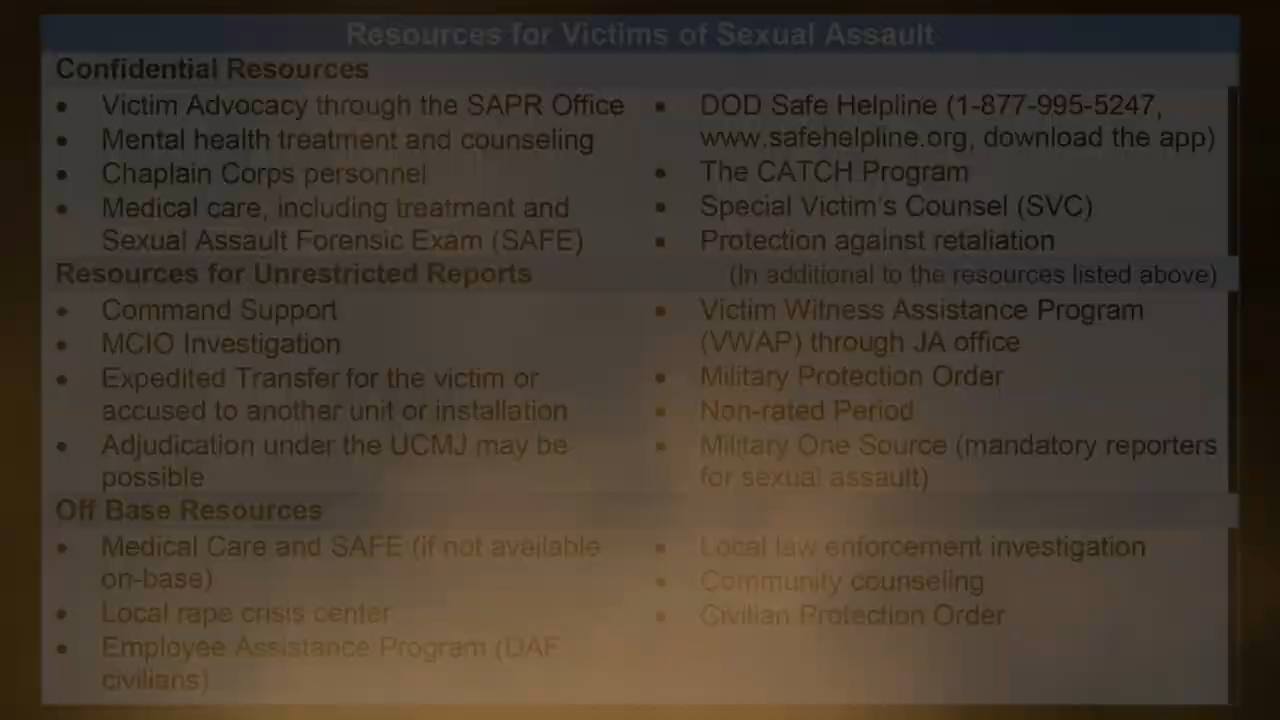 Resources for Victims of Sexual Assault
Confidential Resources
• Victim Advocacy through the SAPR Office
• Mental health treatment and counseling
• Chaplain Corps personnel
• Medical care, including treatment and
Sexual Assault Forensic Exam (SAFE)
• DOD Safe Helpline (1-877-995-5247,
www.safehelpline.org, download the app)
• The CATCH Program
• Special Victim's Counsel (SVC)
• Protection against retaliation
Resources for Unrestricted Reports
(In additional to the resources listed above)
• Command Support
• MCIO Investigation
• Expedited Transfer for the victim or
accused to another unit or installation
• Adjudication under the UCMJ may be
possible
• Victim Witness Assistance Program
(VWAP) through JA office
• Military Protection Order
• Non-rated Period
• Military One Source (mandatory reporters
for sexual assault)
Off Base Resources
• Medical Care and SAFE (if not available
on-base)
• Local rape crisis center
• Employee Assistance Program (DAF
civilians)
• Local law enforcement investigation
• Community counseling
• Civilian Protection Order